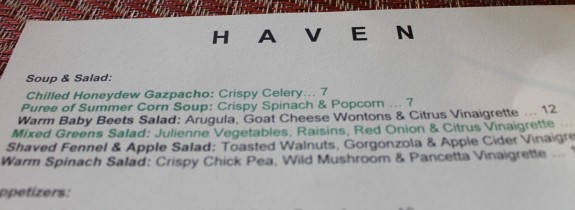 HAVEN
Soup & Salad:
Chilled Honeydew Gazpacho: Crispy Celery... 7
Puree of Summer Corn Soup: Crispy Spinach & Popcorn ... 7
Warm Baby Beets Salad: Arugula, Goat Cheese Wontons & Citrus Vinaigrette ... 12
Mixed Greens Salad: Julienne Vegetables, Raisins, Red Onion & Citrus Vinaigrette ...
Shaved Fennel & Apple Salad: Toasted Walnuts, Gorgonzola & Apple Cider Vinaigre
Warm Spinach Salad: Crispy Chick Pea, Wild Mushroom & Pancetta Vinaigrette ...
ppetizers: